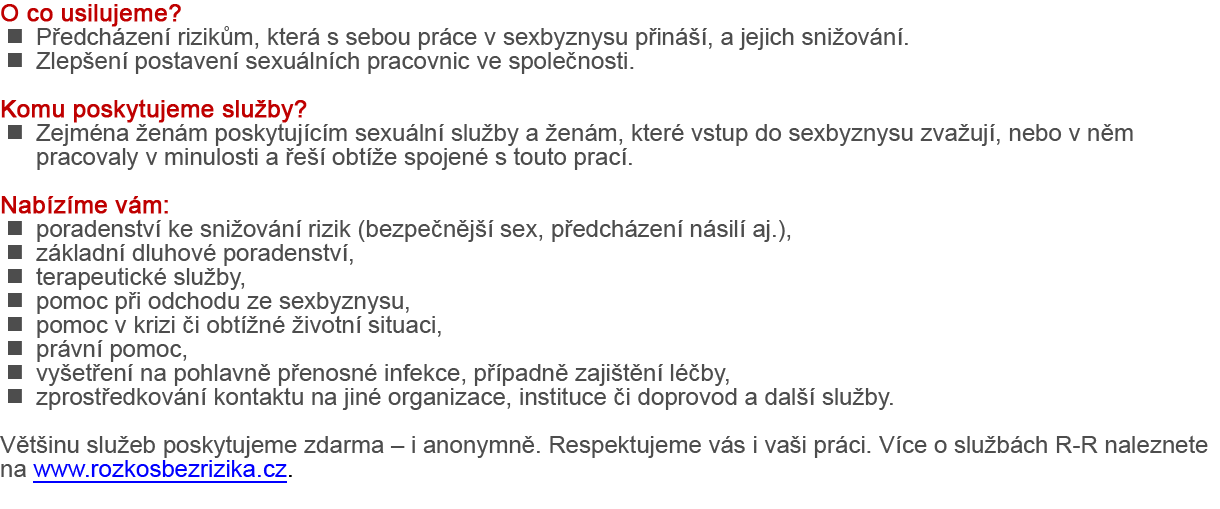 O co usilujeme?
■ Předcházení rizikům, která s sebou práce v sexbyznysu přináší, a jejich snižování.
■ Zlepšení postavení sexuálních pracovnic ve společnosti.
Komu poskytujeme služby?
■ Zejména ženám poskytujícím sexuální služby a ženám, které vstup do sexbyznysu zvažují, nebo v něm
pracovaly v minulosti a řeší obtíže spojené s touto prací.
Nabízíme vám:
■ poradenství ke snižování rizik (bezpečnější sex, předcházení násilí aj.),
■ základní dluhové poradenství,
■ terapeutické služby,
■ pomoc při odchodu ze sexbyznysu,
■ pomoc v krizi či obtížné životní situaci,
■ právní pomoc,
■ vyšetření na pohlavně přenosné infekce, případně zajištění léčby,
■ zprostředkování kontaktu na jiné organizace, instituce či doprovod a další služby.
Většinu služeb poskytujeme zdarma – i anonymně. Respektujeme vás i vaši práci. Více o službách R-R naleznete
na www.rozkosbezrizika.cz.